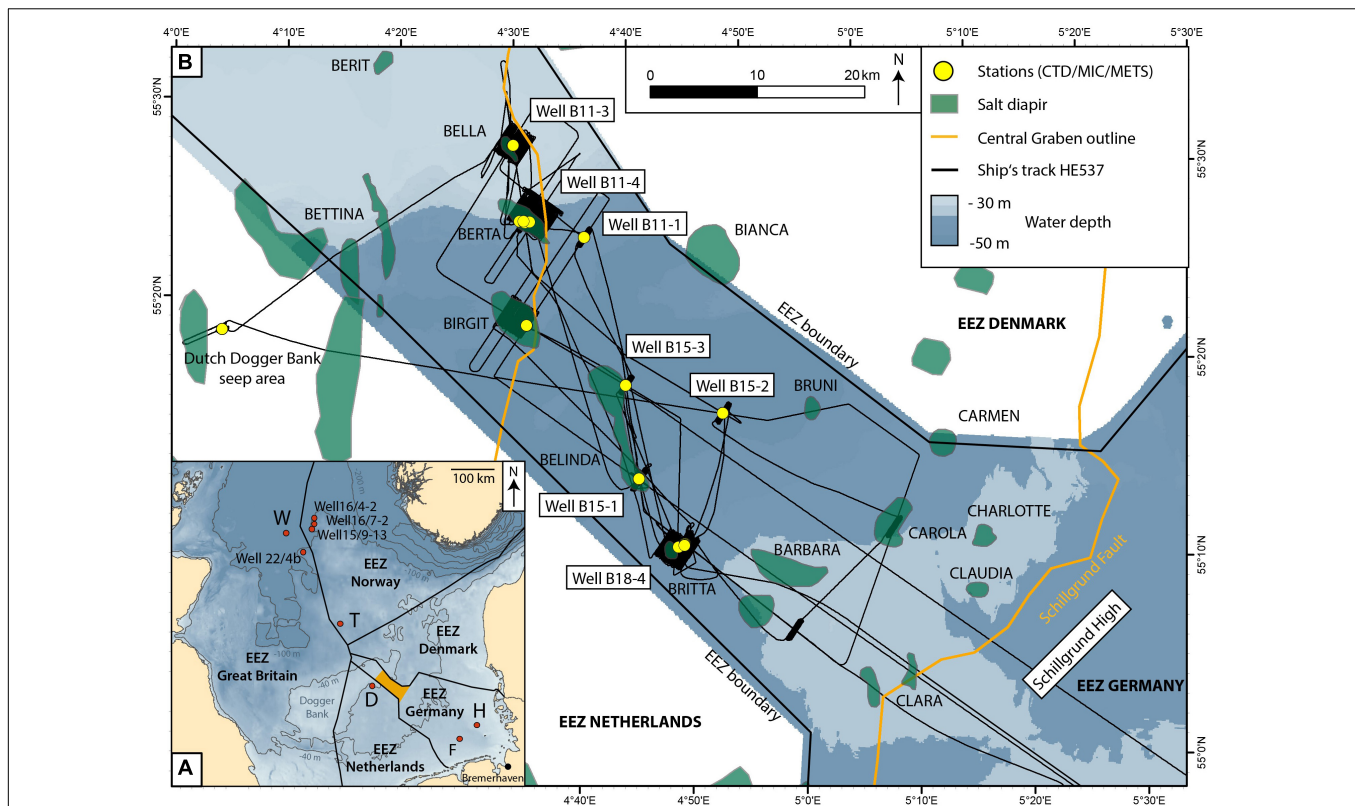 4°0'E
4°10'E
4°20'E
4°30'E
4°40'E
4°50'E
5°0'E
5°10'E
5°20'E
5°30'E
B
BERIT
0
10
20 km
N
Stations (CTD/MIC/METS)
Salt diapir
Central Graben outline
Ship's track HE537
- 30 m
Water depth
-50 m
55°30'N
55°20'N
55°30'N
55°20'N
55°10'N
55°0'N
BELLA
Well B11-3
Well B11-4
Well B11-1
BETTINA
BERTA
BIANCA
BIRGIT
EEZ boundary
EEZ DENMARK
Dutch Dogger Bank
seep area
Well B15-3
Well B15-2
BRUNI
CARMEN
BELINDA
Well B15-1
CHARLOTTE
CAROLA
BARBARA
CLAUDIA
Well B18-4
BRITTA
Schillgrund Fault
Schillgrund High
EEZ boundary
CLARA
EEZ GERMANY
EEZ NETHERLANDS
100 km
N
-200 m
Well16/4-2
Well16/7-2
Well15/9-13
W
Well 22/4b
EEZ
Norway
-100 m
T
EEZ
Denmark
-100 m
EEZ
Great Britain
-40 m
D
Dogger
Bank
EEZ
Germany
H
F
-40 m
EEZ
Netherlands
Bremerhaven
A
4°40'E
4°50'E
5°0'E
5°10'E
5°20'E
5°30'E